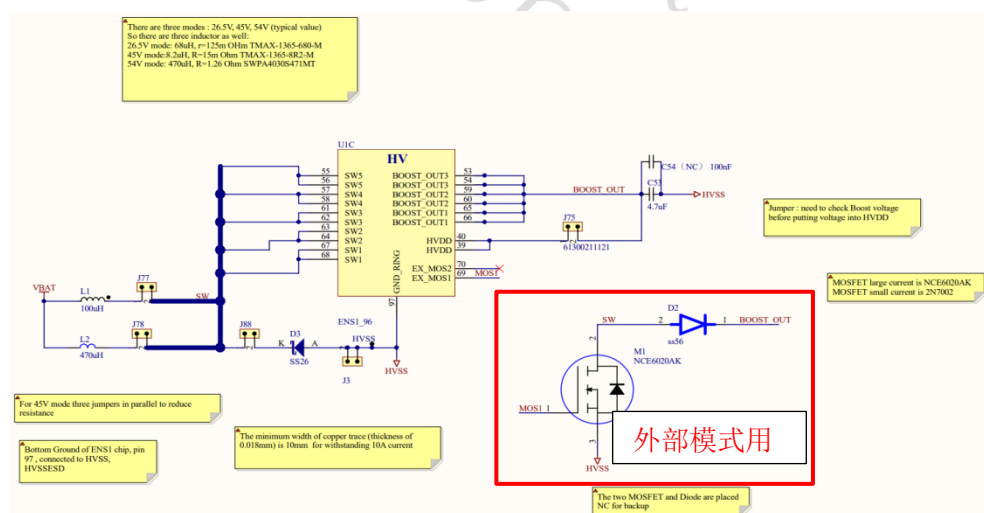 There are three modes : 26.5V, 45V, 54V (typical value)
So there are three inductor as well:
26.5V mode: 68uH, r=125m OHm TMAX-1365-680-M
45V mode:8.2uH, R=15m Ohm TMAX-1365-8R2-M
54V mode: 470uH, R=1.26 Ohm SWPA4030S471MT
U1C
HV
55 SW5 BOOST_OUT3 53
56 SW5 BOOST_OUT3 54
57 SW4 BOOST_OUT2 59
58 SW4 BOOST_OUT2 60
61 SW3 BOOST_OUT1 65
62 SW3 BOOST_OUT1 66
63 SW2
64 SW2 HVDD 40
67 SW1 HVDD 39
68 SW1
EX_MOS2 70
EX_MOS1 69 MOS1
GND_RING
97
BOOST_OUT
C54（NC） 100nF
C53
4.7uF
HVSS
J75
61300211121
Jumper : need to check Boost voltage
before putting voltage into HVDD
MOSFET large current is NCE6020AK
MOSFET small current is 2N7002
VBAT
L1
100uH
J77
SW
L2
470uH
J78
J88
K D3 A
SS26
ENS1_96
HVSS
J3
HVSS
SW 2 D2 1 BOOST_OUT
ss56
2
M1
NCE6020AK
MOS1 1
3
HVSS
外部模式用
For 45V mode three jumpers in parallel to reduce
resistance
Bottom Ground of ENS1 chip, pin
97 , connected to HVSS,
HVSSESD
The minimum width of copper trace (thickness of
0.018mm) is 10mm for withstanding 10A current
The two MOSFET and Diode are placed
NC for backup